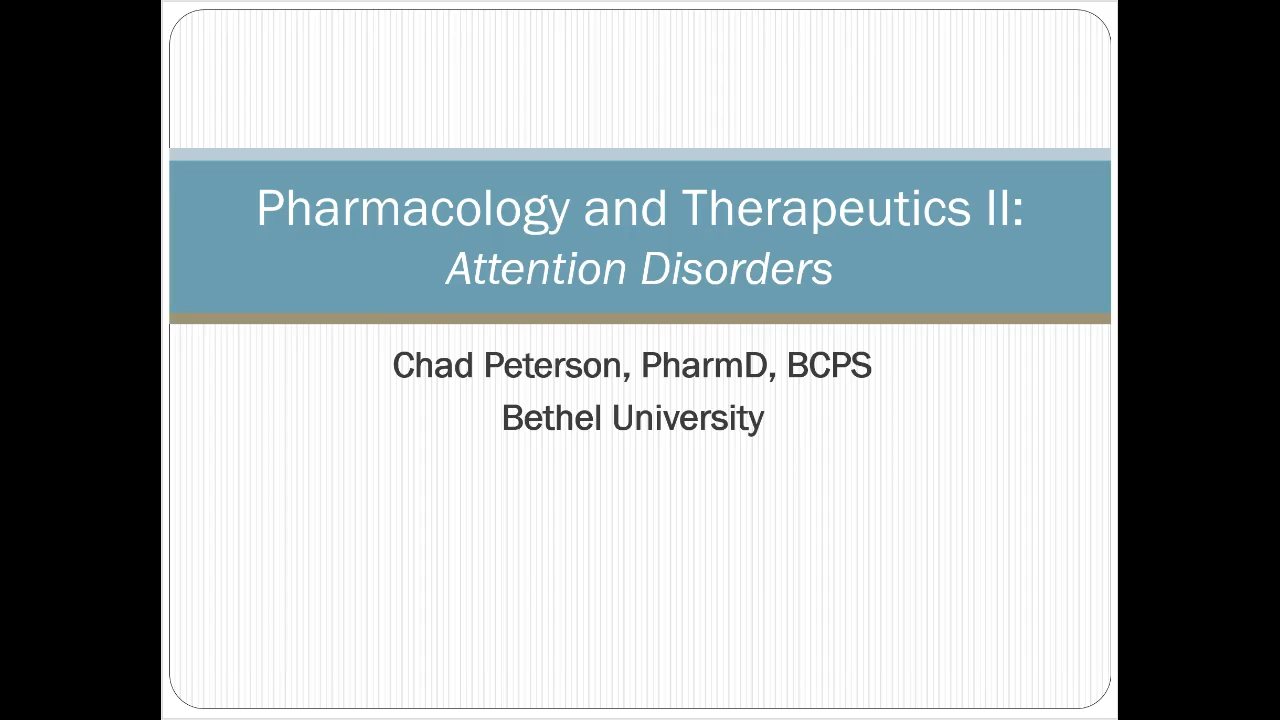 Pharmacology and Therapeutics II:
Attention Disorders
Chad Peterson, PharmD, BCPS
Bethel University